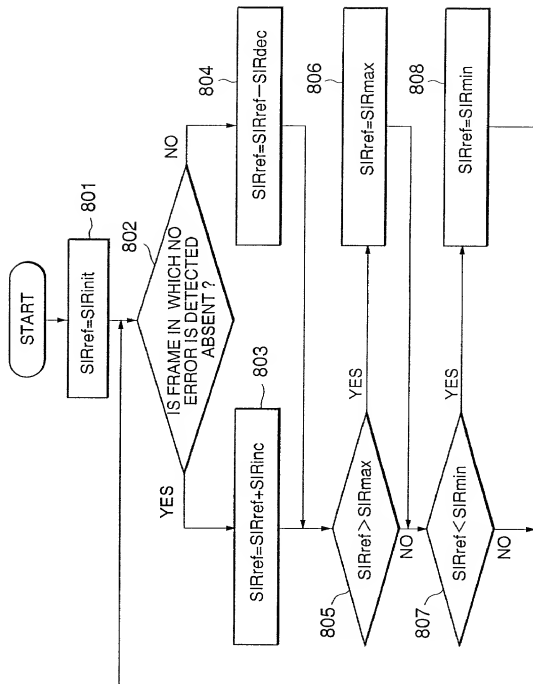 START
801
SIRref=SIRinit
802
IS FRAME IN WHICH NO
ERROR IS DETECTED
ABSENT ?
YES
NO
803
SIRref=SIRref+SIRinc
804
SIRref=SIRref−SIRdec
805
SIRref>SIRmax
YES
NO
806
SIRref=SIRmax
807
SIRref<SIRmin
YES
NO
808
SIRref=SIRmin